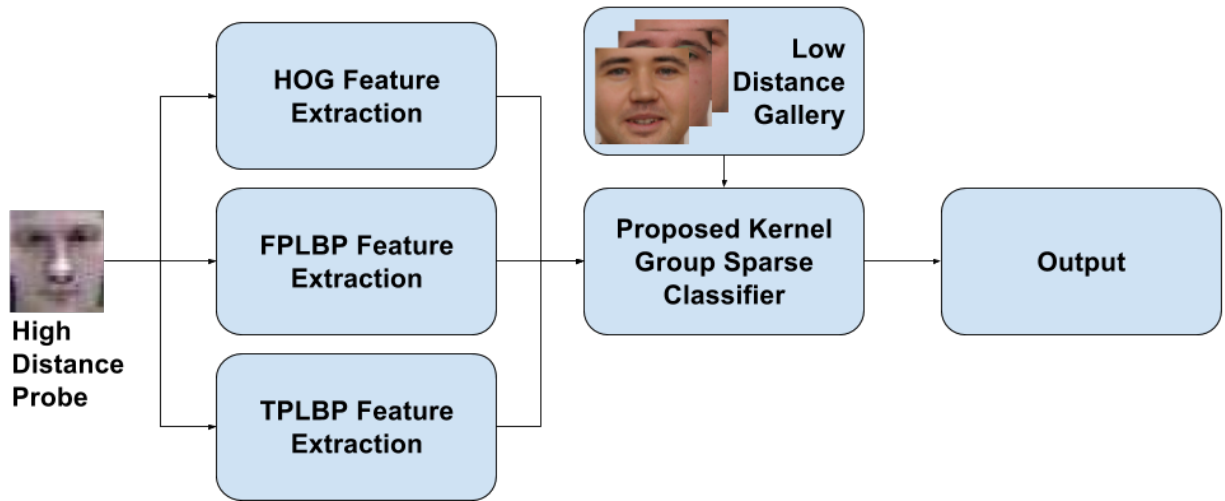 HOG Feature
Extraction
Low
Distance
Gallery
High
Distance
Probe
FPLBP Feature
Extraction
Proposed Kernel
Group Sparse
Classifier
Output
TPLBP Feature
Extraction